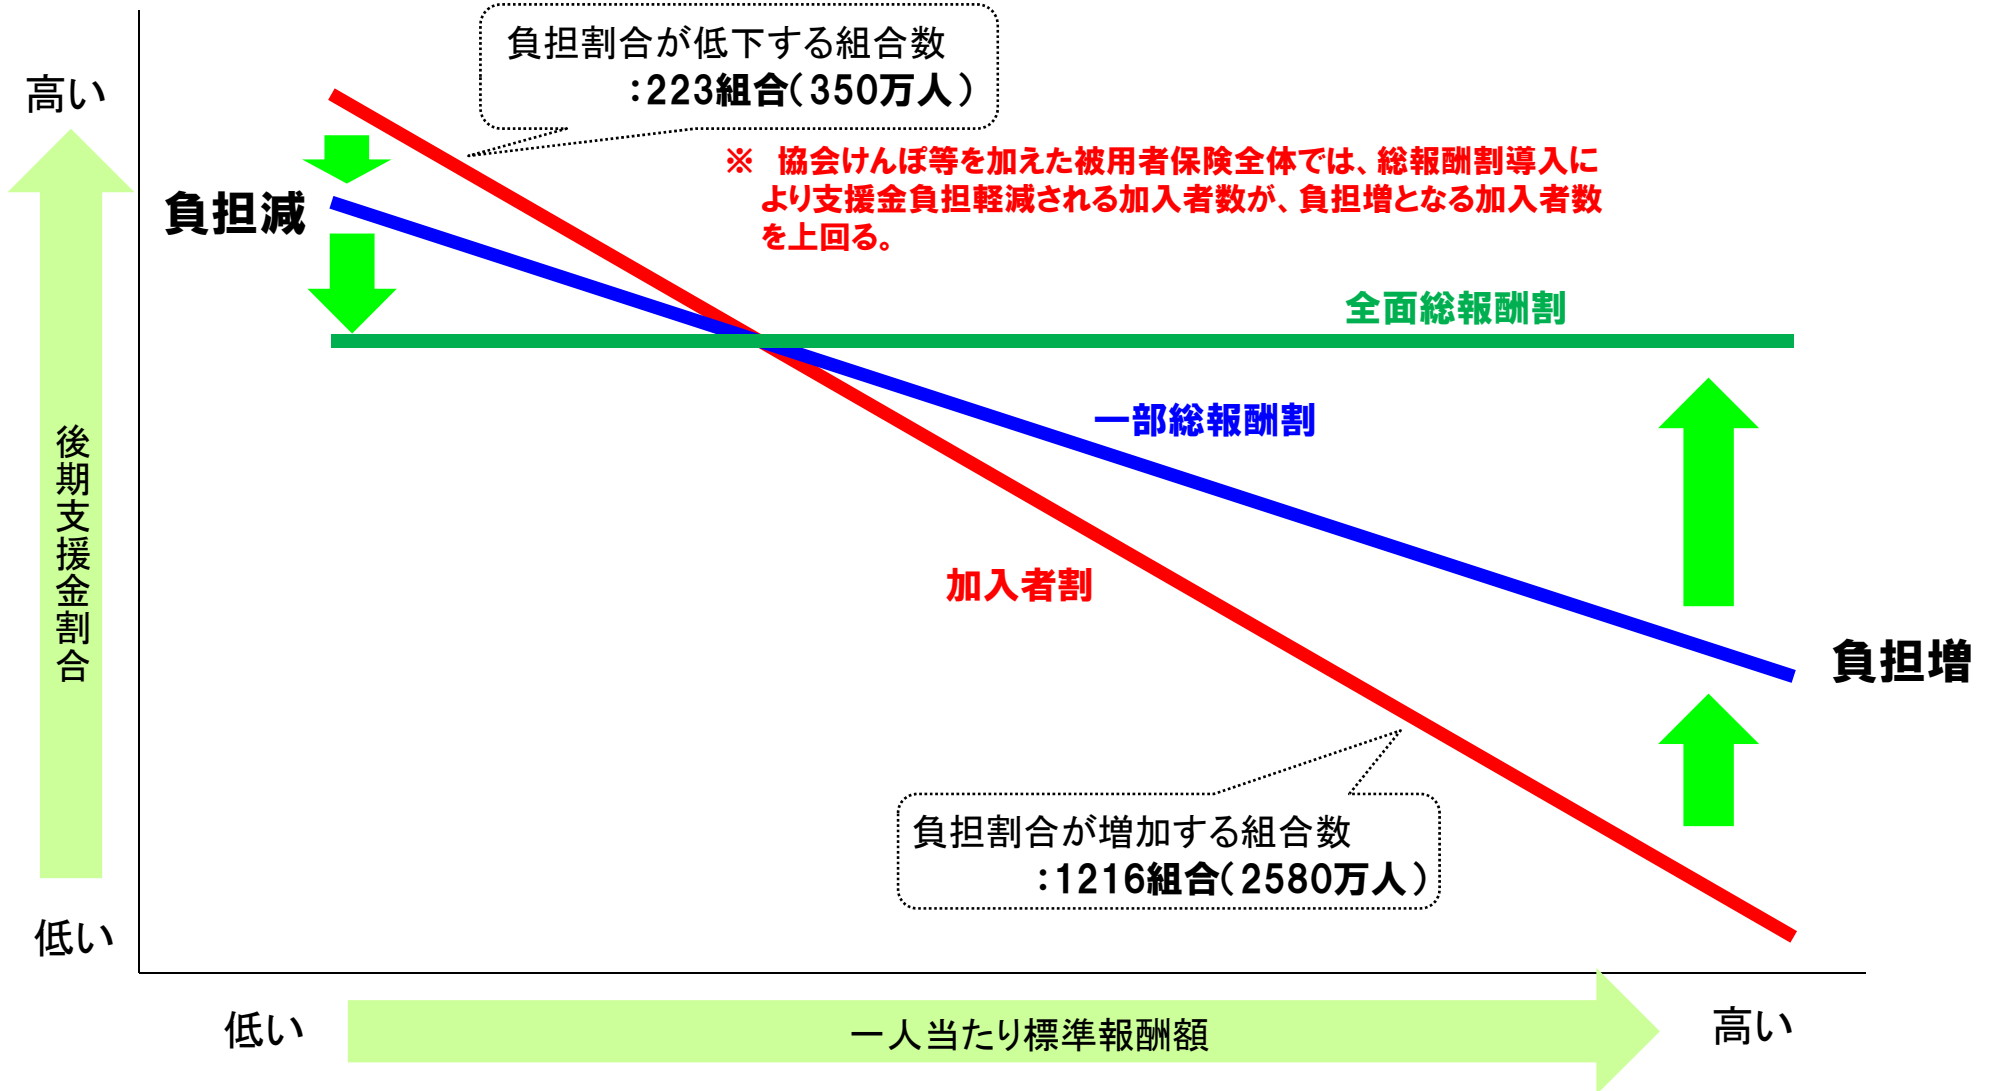 負担割合が低下する組合数
:223組合(350万人)
高い
※ 協会けんぽ等を加えた被用者保険全体では、総報酬割導入に
より支援金負担軽減される加入者数が、負担増となる加入者数
を上回る。
負担減
全面総報酬割
一部総報酬割
後期支援金割合
加入者割
負担増
負担割合が増加する組合数
:1216組合(2580万人)
低い
低い
一人当たり標準報酬額
高い